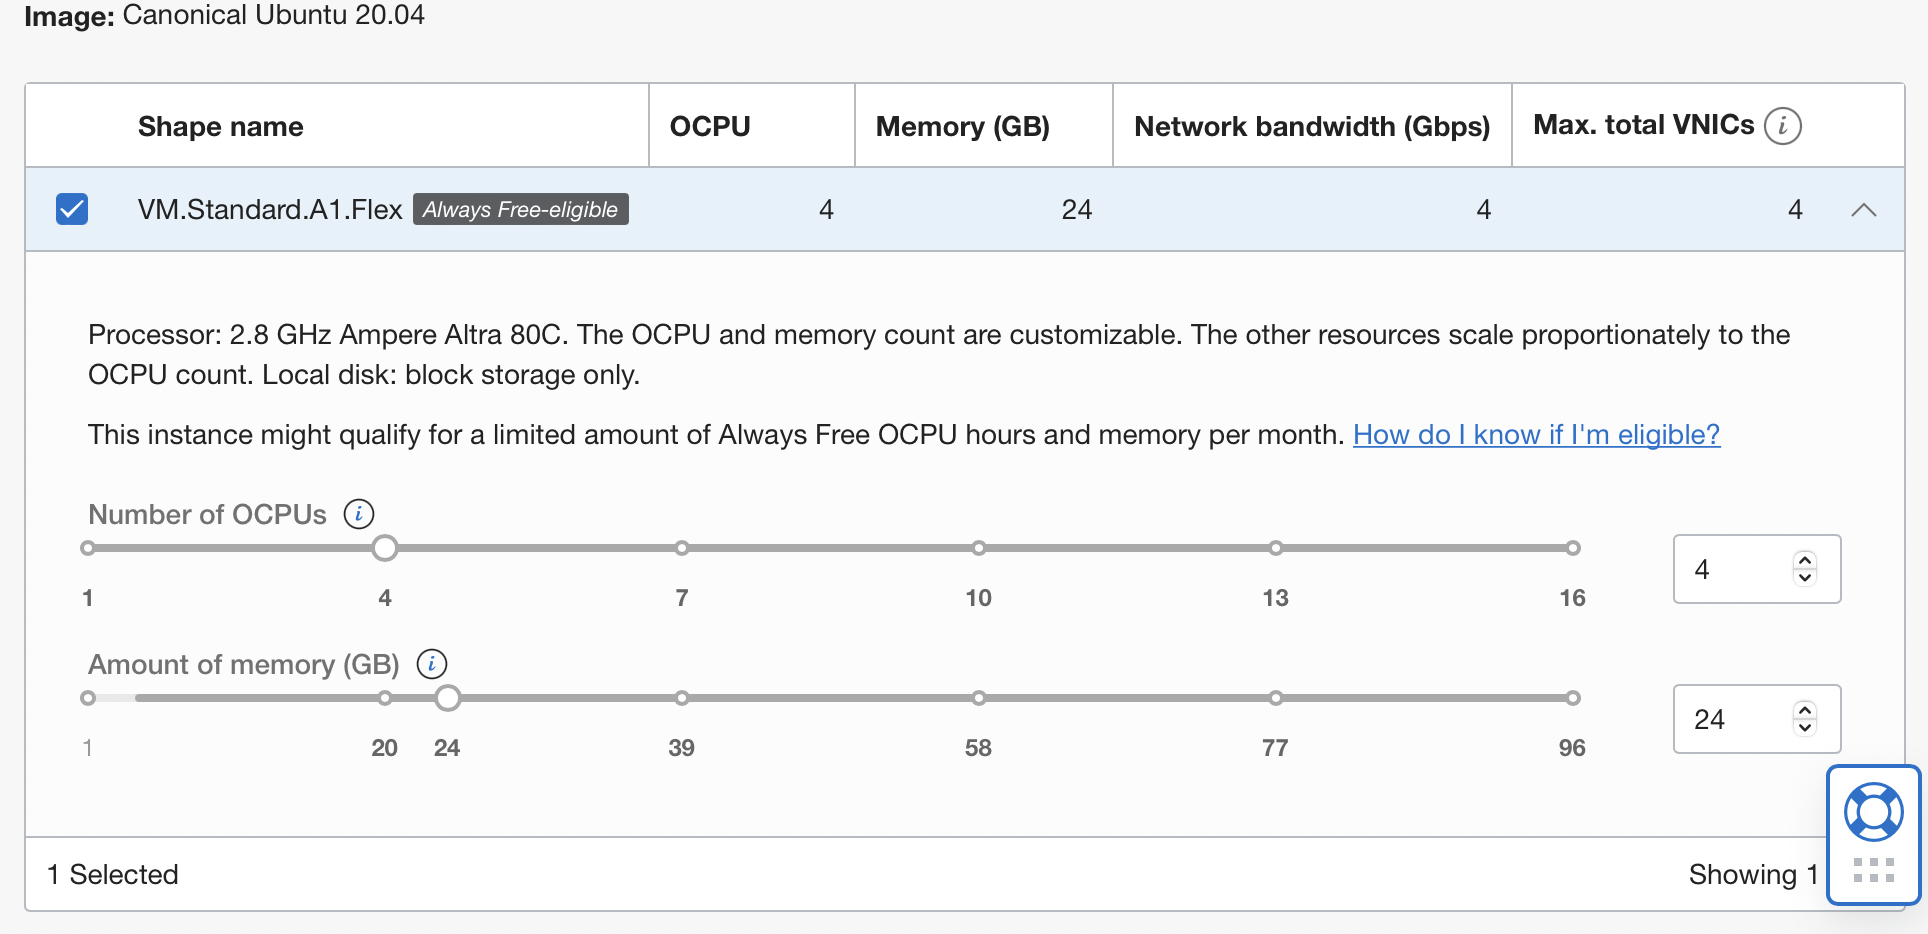 Image: Canonical Ubuntu 20.04
Shape name OCPU Memory (GB) Network bandwidth (Gbps) Max. total VNICs i
VM.Standard.A1.Flex Always Free-eligible 4 24 4 4
Processor: 2.8 GHz Ampere Altra 80C. The OCPU and memory count are customizable. The other resources scale proportionately to the
OCPU count. Local disk: block storage only.
This instance might qualify for a limited amount of Always Free OCPU hours and memory per month. How do I know if I'm eligible?
Number of OCPUs i
1 4 7 10 13 16
4
Amount of memory (GB) i
1 20 24 39 58 77 96
24
1 Selected Showing 1